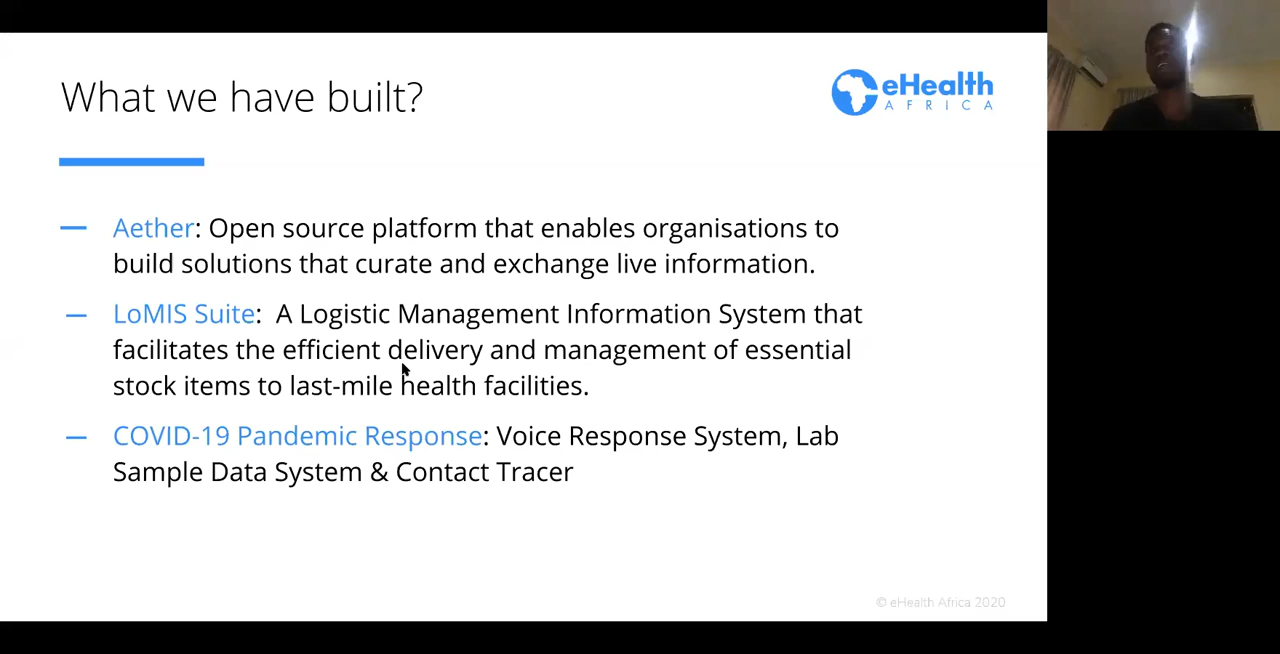 What we have built?
eHealth
AFRICA
— Aether: Open source platform that enables organisations to
build solutions that curate and exchange live information.
— LoMIS Suite:  A Logistic Management Information System that
facilitates the efficient delivery and management of essential
stock items to last-mile health facilities.
— COVID-19 Pandemic Response: Voice Response System, Lab
Sample Data System & Contact Tracer
© eHealth Africa 2020